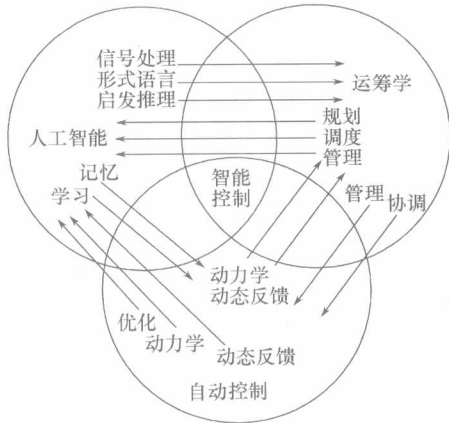 信号处理
形式语言
启发推理
运筹学
规划
人工智能
调度
管理
记忆
智能
控制
学习
管理
协调
动力学
动态反馈
优化
动力学
动态反馈
自动控制